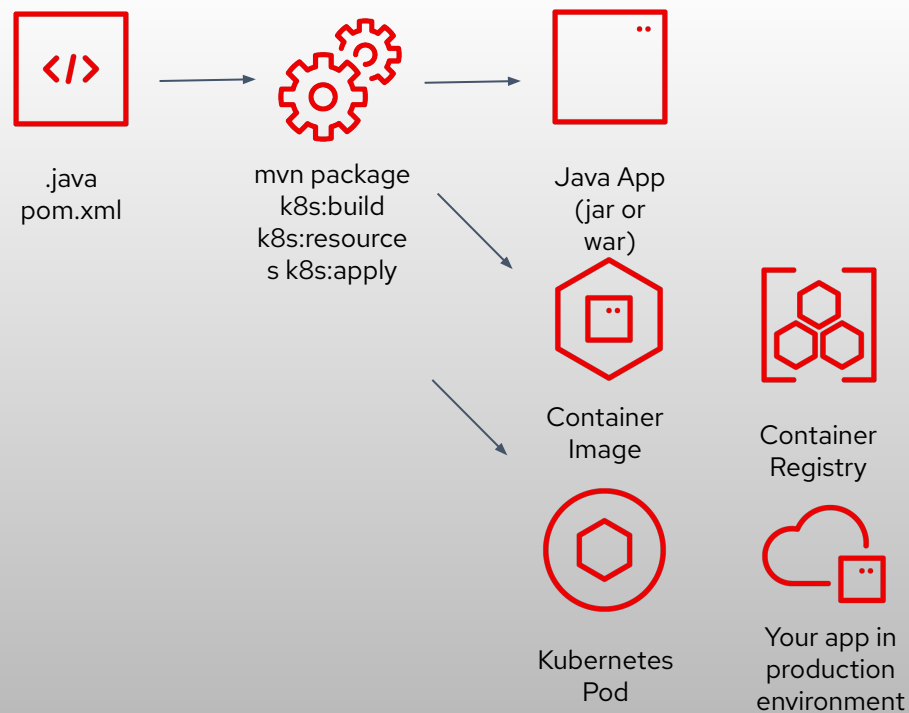 </>
.java
pom.xml
mvn package
k8s:build
k8s:resource
s k8s:apply
Java App
(jar or
war)
Container
Image
Container
Registry
Kubernetes
Pod
Your app in
production
environment